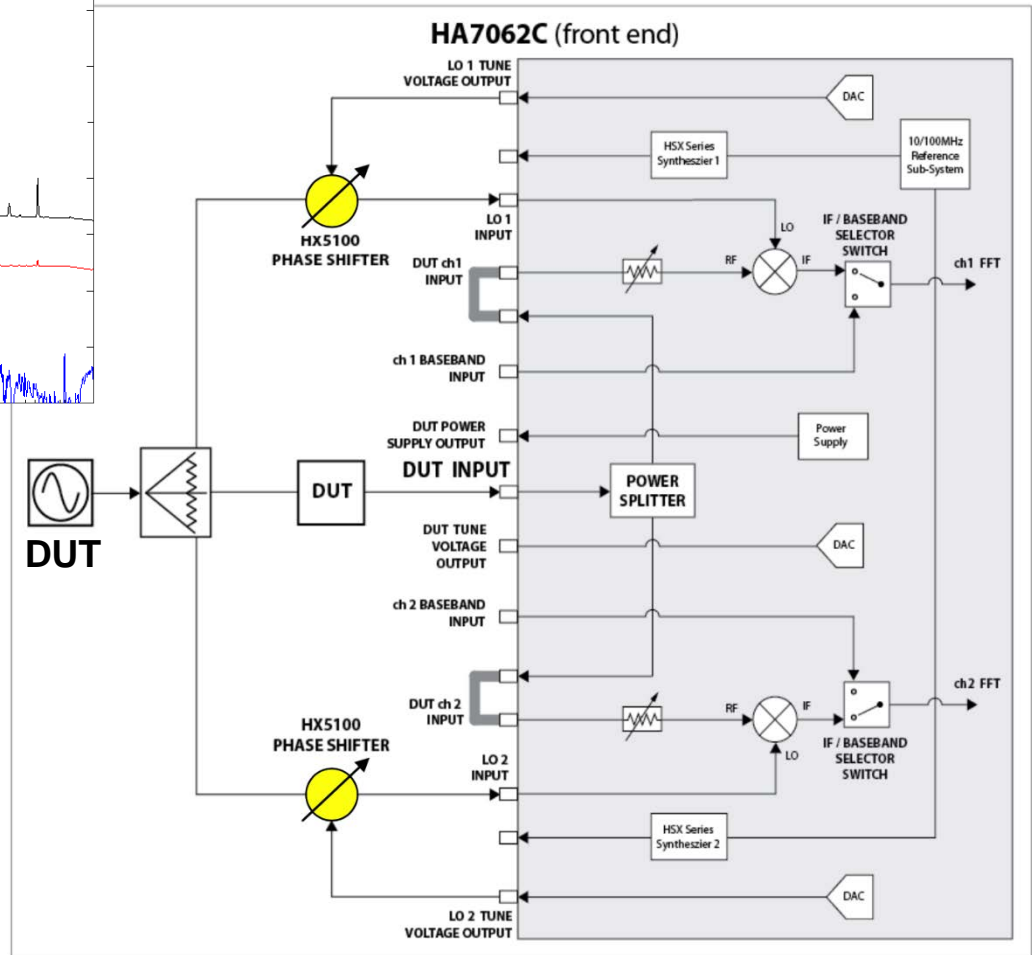 HA7062C (front end)
LO 1 TUNE
VOLTAGE OUTPUT
DAC
HSX Series
Syntheszier 1
10/100MHz
Reference
Sub-System
LO 1
INPUT
LO
IF / BASEBAND
SELECTOR
SWITCH
HX5100
PHASE SHIFTER
DUT ch1
INPUT
RF
IF
ch1 FFT
ch 1 BASEBAND
INPUT
DUT POWER
SUPPLY OUTPUT
Power
Supply
DUT INPUT
DUT
POWER
SPLITTER
DUT
DUT TUNE
VOLTAGE
OUTPUT
DAC
ch 2 BASEBAND
INPUT
DUT ch 2
INPUT
RF
IF
ch2 FFT
HX5100
PHASE SHIFTER
LO 2
INPUT
LO
IF / BASEBAND
SELECTOR
SWITCH
HSX Series
Syntheszier 2
DAC
LO 2 TUNE
VOLTAGE OUTPUT